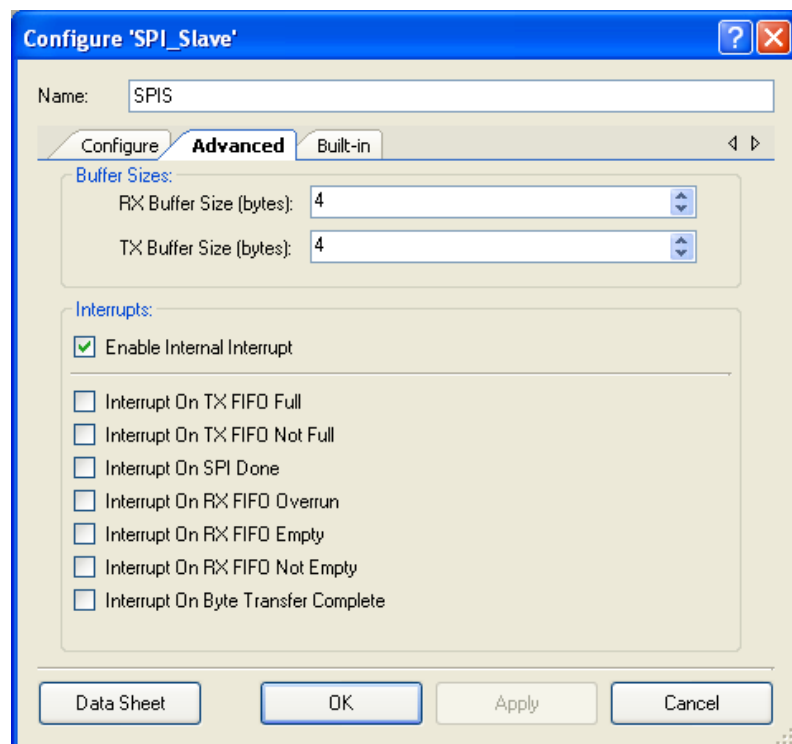 Configure 'SPI_Slave'
Name: SPIS
Configure Advanced Built-in
Buffer Sizes:
RX Buffer Size (bytes): 4
TX Buffer Size (bytes): 4
Interrupts:
Enable Internal Interrupt
Interrupt On TX FIFO Full
Interrupt On TX FIFO Not Full
Interrupt On SPI Done
Interrupt On RX FIFO Overrun
Interrupt On RX FIFO Empty
Interrupt On RX FIFO Not Empty
Interrupt On Byte Transfer Complete
Data Sheet OK Apply Cancel